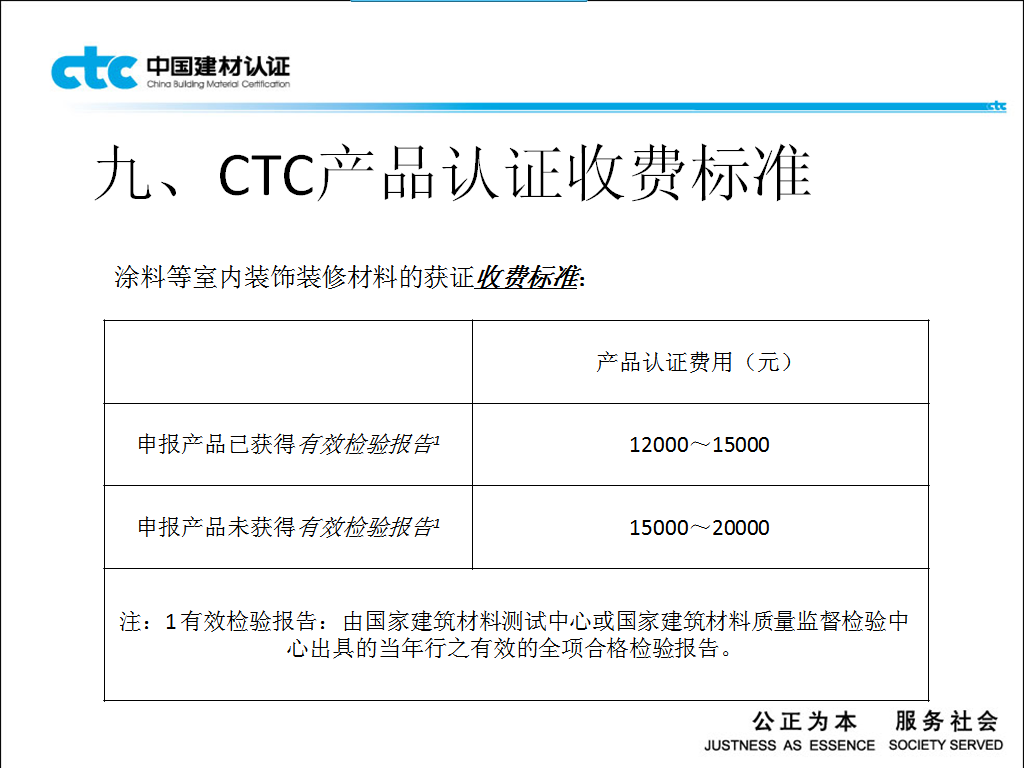 ctc 中国建材认证
China Building Material Certification
ctc
九、CTC产品认证收费标准
涂料等室内装饰装修材料的获证收费标准：
产品认证费用（元）
申报产品已获得有效检验报告1 12000～15000
申报产品未获得有效检验报告1 15000～20000
注：1有效检验报告：由国家建筑材料测试中心或国家建筑材料质量监督检验中
心出具的当年行之有效的全项合格检验报告。
公正为本 服务社会
JUSTNESS AS ESSENCE SOCIETY SERVED